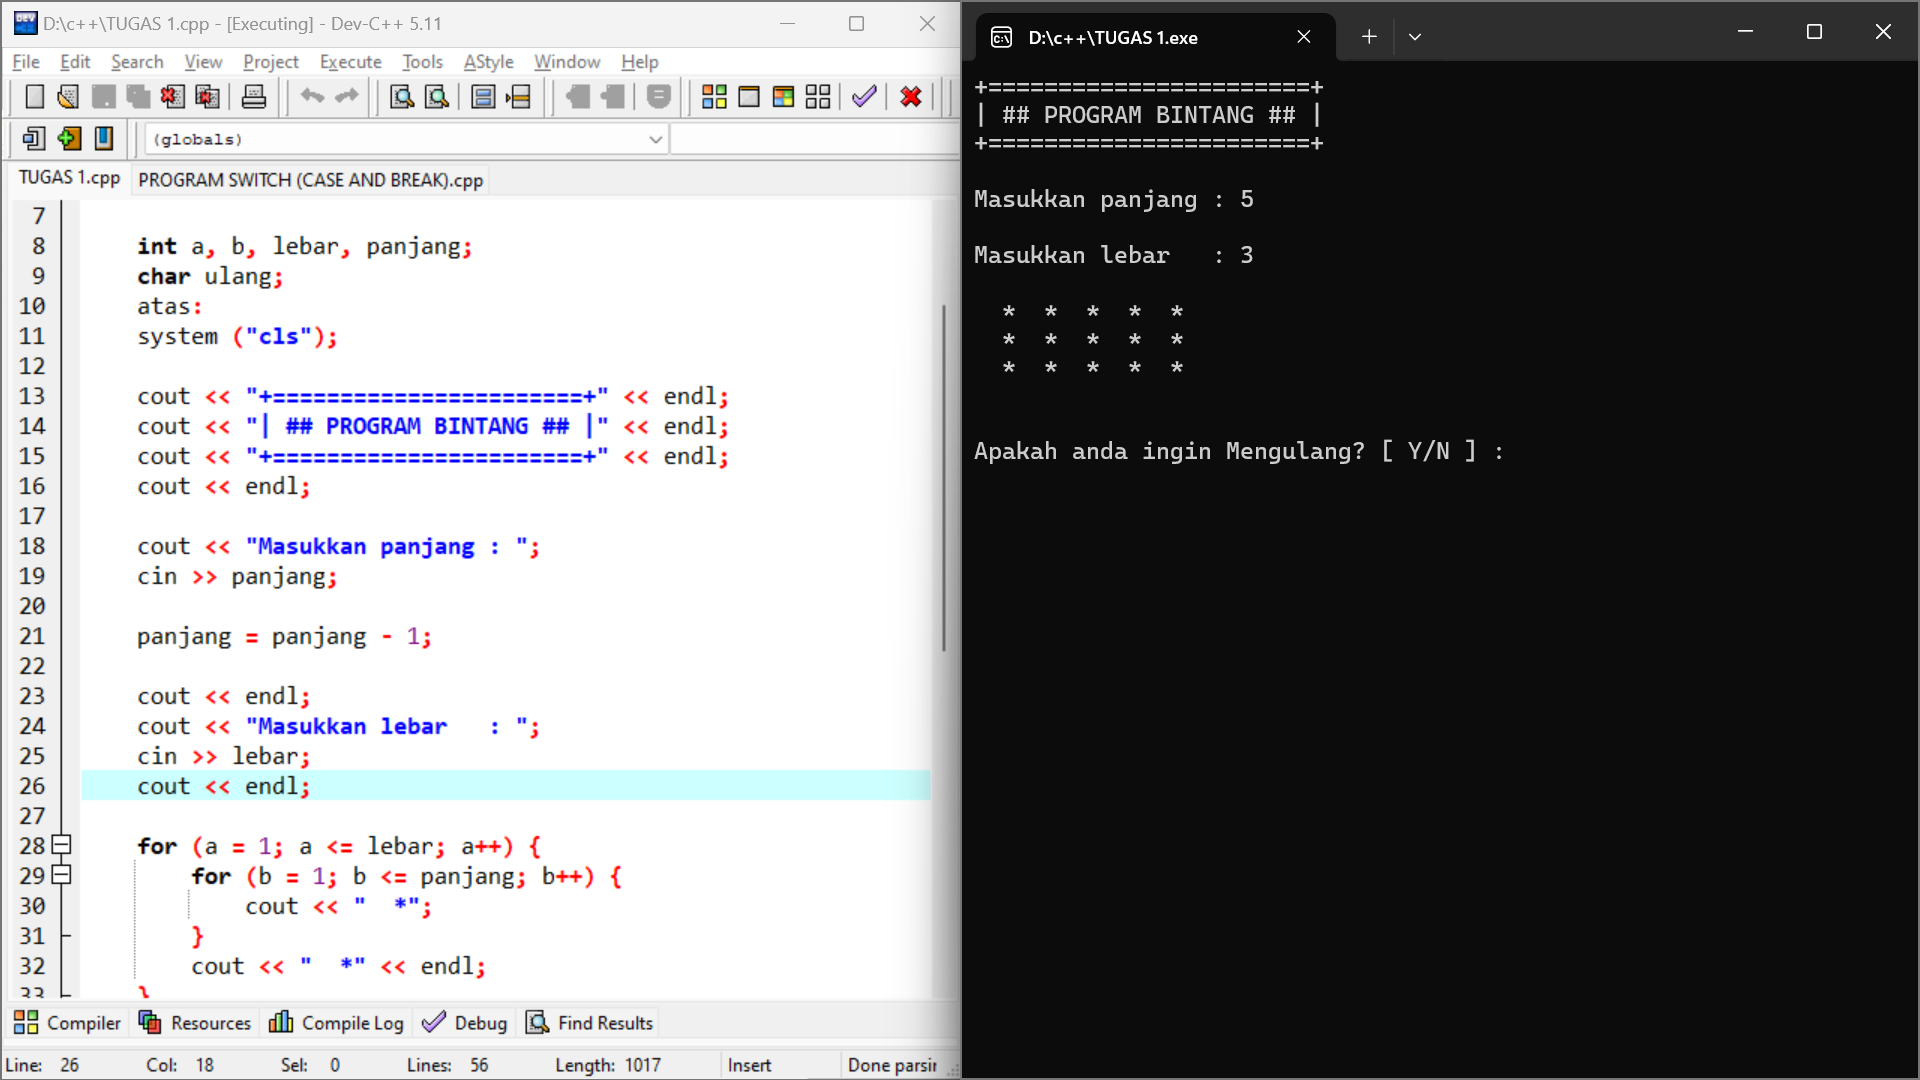 D:\c++\TUGAS 1.cpp - [Executing] - Dev-C++ 5.11
File Edit Search View Project Execute Tools AStyle Window Help
(globals)
TUGAS 1.cpp PROGRAM SWITCH (CASE AND BREAK).cpp
7
8 int a, b, lebar, panjang;
9 char ulang;
10 atas:
11 system ("cls");
12
13 cout << "+=======================+" << endl;
14 cout << "| ## PROGRAM BINTANG ## |" << endl;
15 cout << "+=======================+" << endl;
16 cout << endl;
17
18 cout << "Masukkan panjang : ";
19 cin >> panjang;
20
21 panjang = panjang - 1;
22
23 cout << endl;
24 cout << "Masukkan lebar   : ";
25 cin >> lebar;
26 cout << endl;
27
28 for (a = 1; a <= lebar; a++) {
29 for (b = 1; b <= panjang; b++) {
30 cout << "  *";
31 }
32 cout << "  *" << endl;
33 }
Compiler Resources Compile Log Debug Find Results
Line: 26 Col: 18 Sel: 0 Lines: 56 Length: 1017 Insert Done parsin
D:\c++\TUGAS 1.exe
+=======================+
| ## PROGRAM BINTANG ## |
+=======================+
Masukkan panjang : 5
Masukkan lebar   : 3
*  *  *  *  *
*  *  *  *  *
*  *  *  *  *
Apakah anda ingin Mengulang? [ Y/N ] :